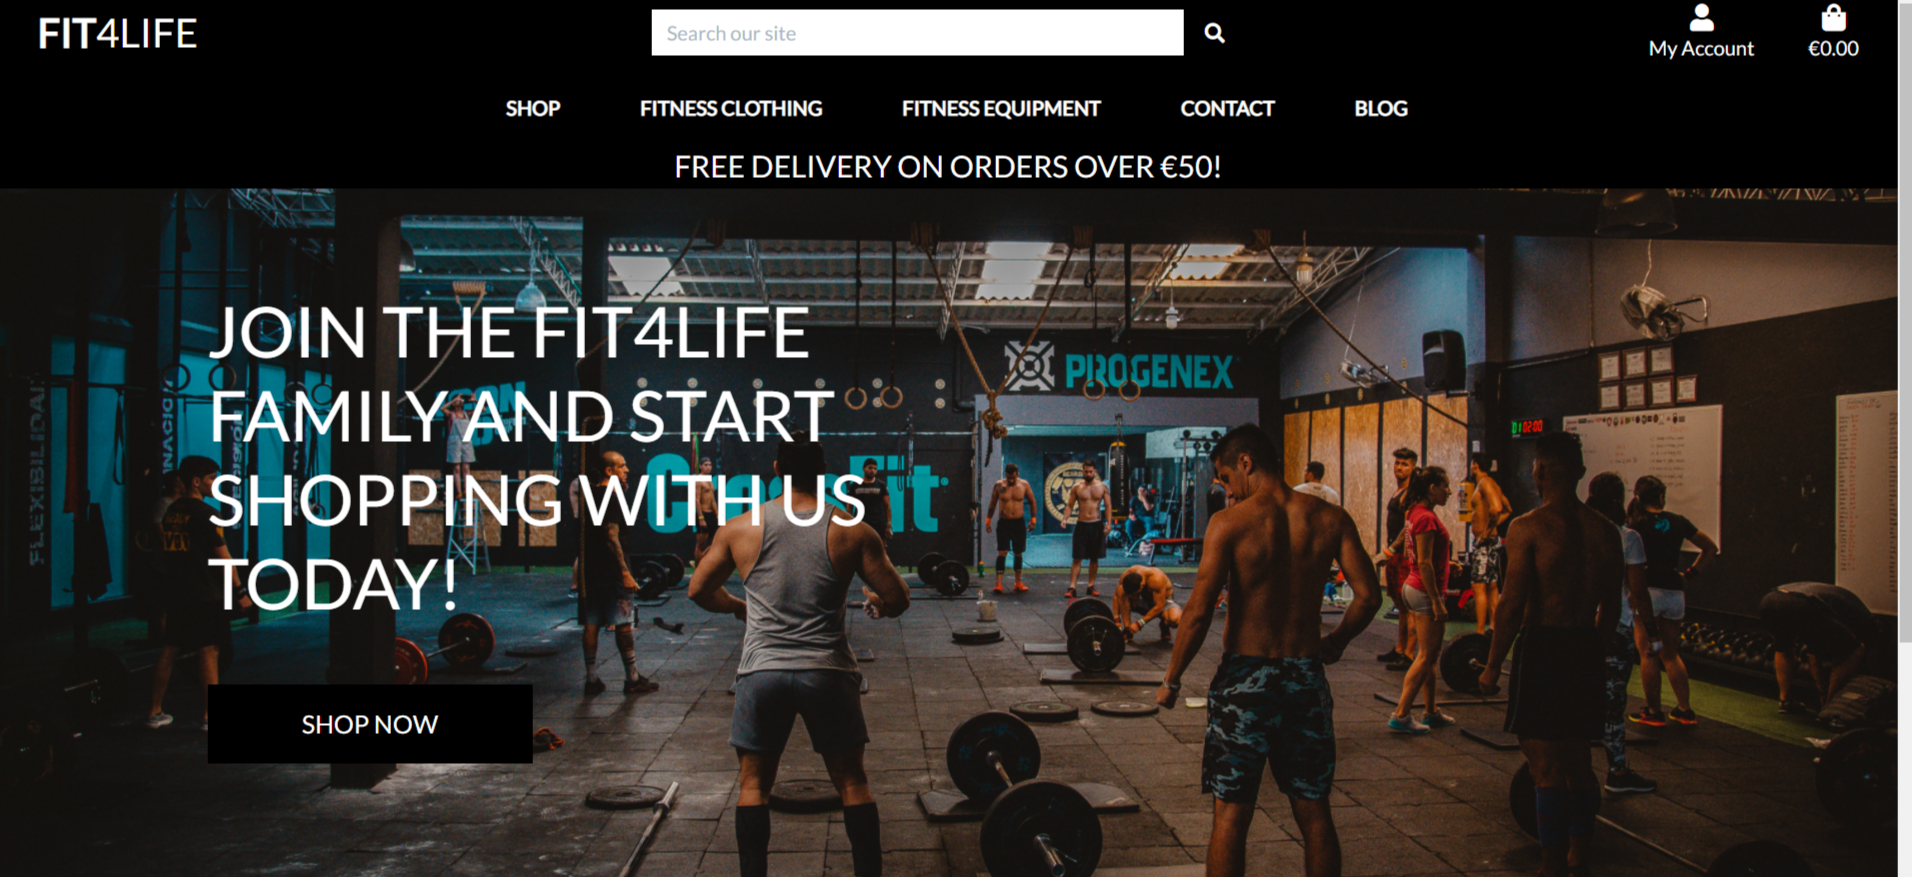 FIT4LIFE
Search our site
My Account
€0.00
SHOP
FITNESS CLOTHING
FITNESS EQUIPMENT
CONTACT
BLOG
FREE DELIVERY ON ORDERS OVER €50!
JOIN THE FIT4LIFE
FAMILY AND START
SHOPPING WITH US
TODAY!
SHOP NOW
PROGENEX
FLEXIBILIDAD